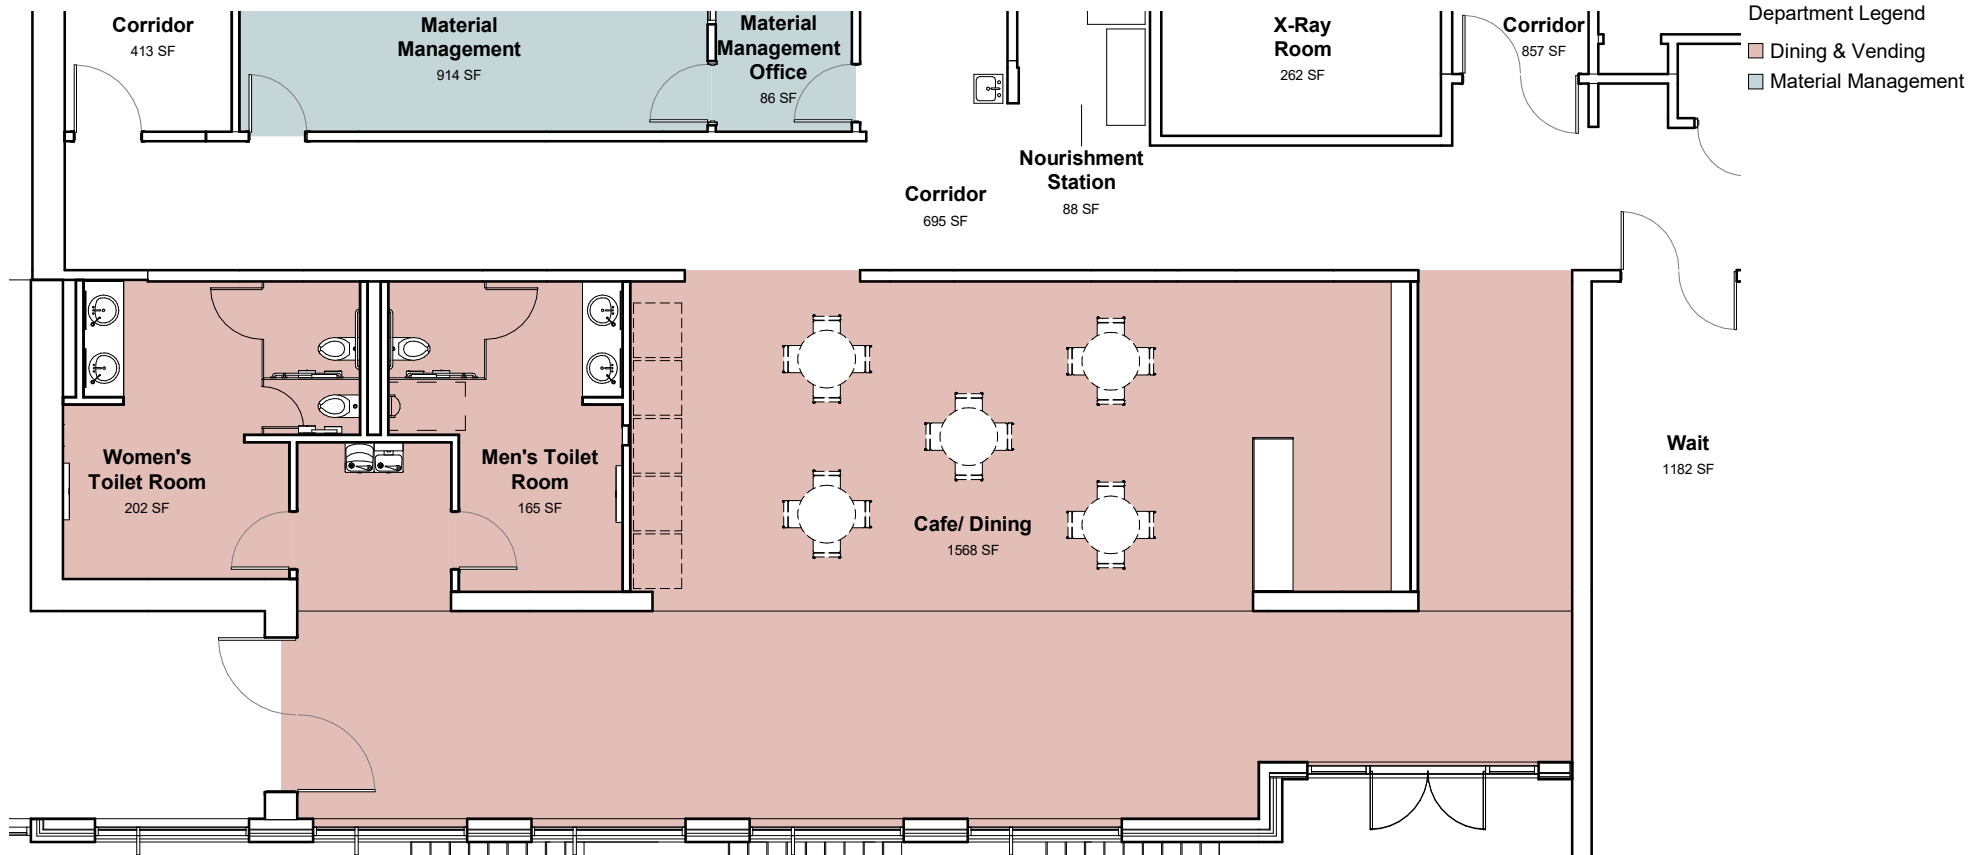 Corridor
413 SF
Material
Management
914 SF
Material
Management
Office
86 SF
X-Ray
Room
262 SF
Corridor
857 SF
Department Legend
Dining & Vending
Material Management
Nourishment
Station
88 SF
Corridor
695 SF
Women's
Toilet Room
202 SF
Men's Toilet
Room
165 SF
Cafe/ Dining
1568 SF
Wait
1182 SF